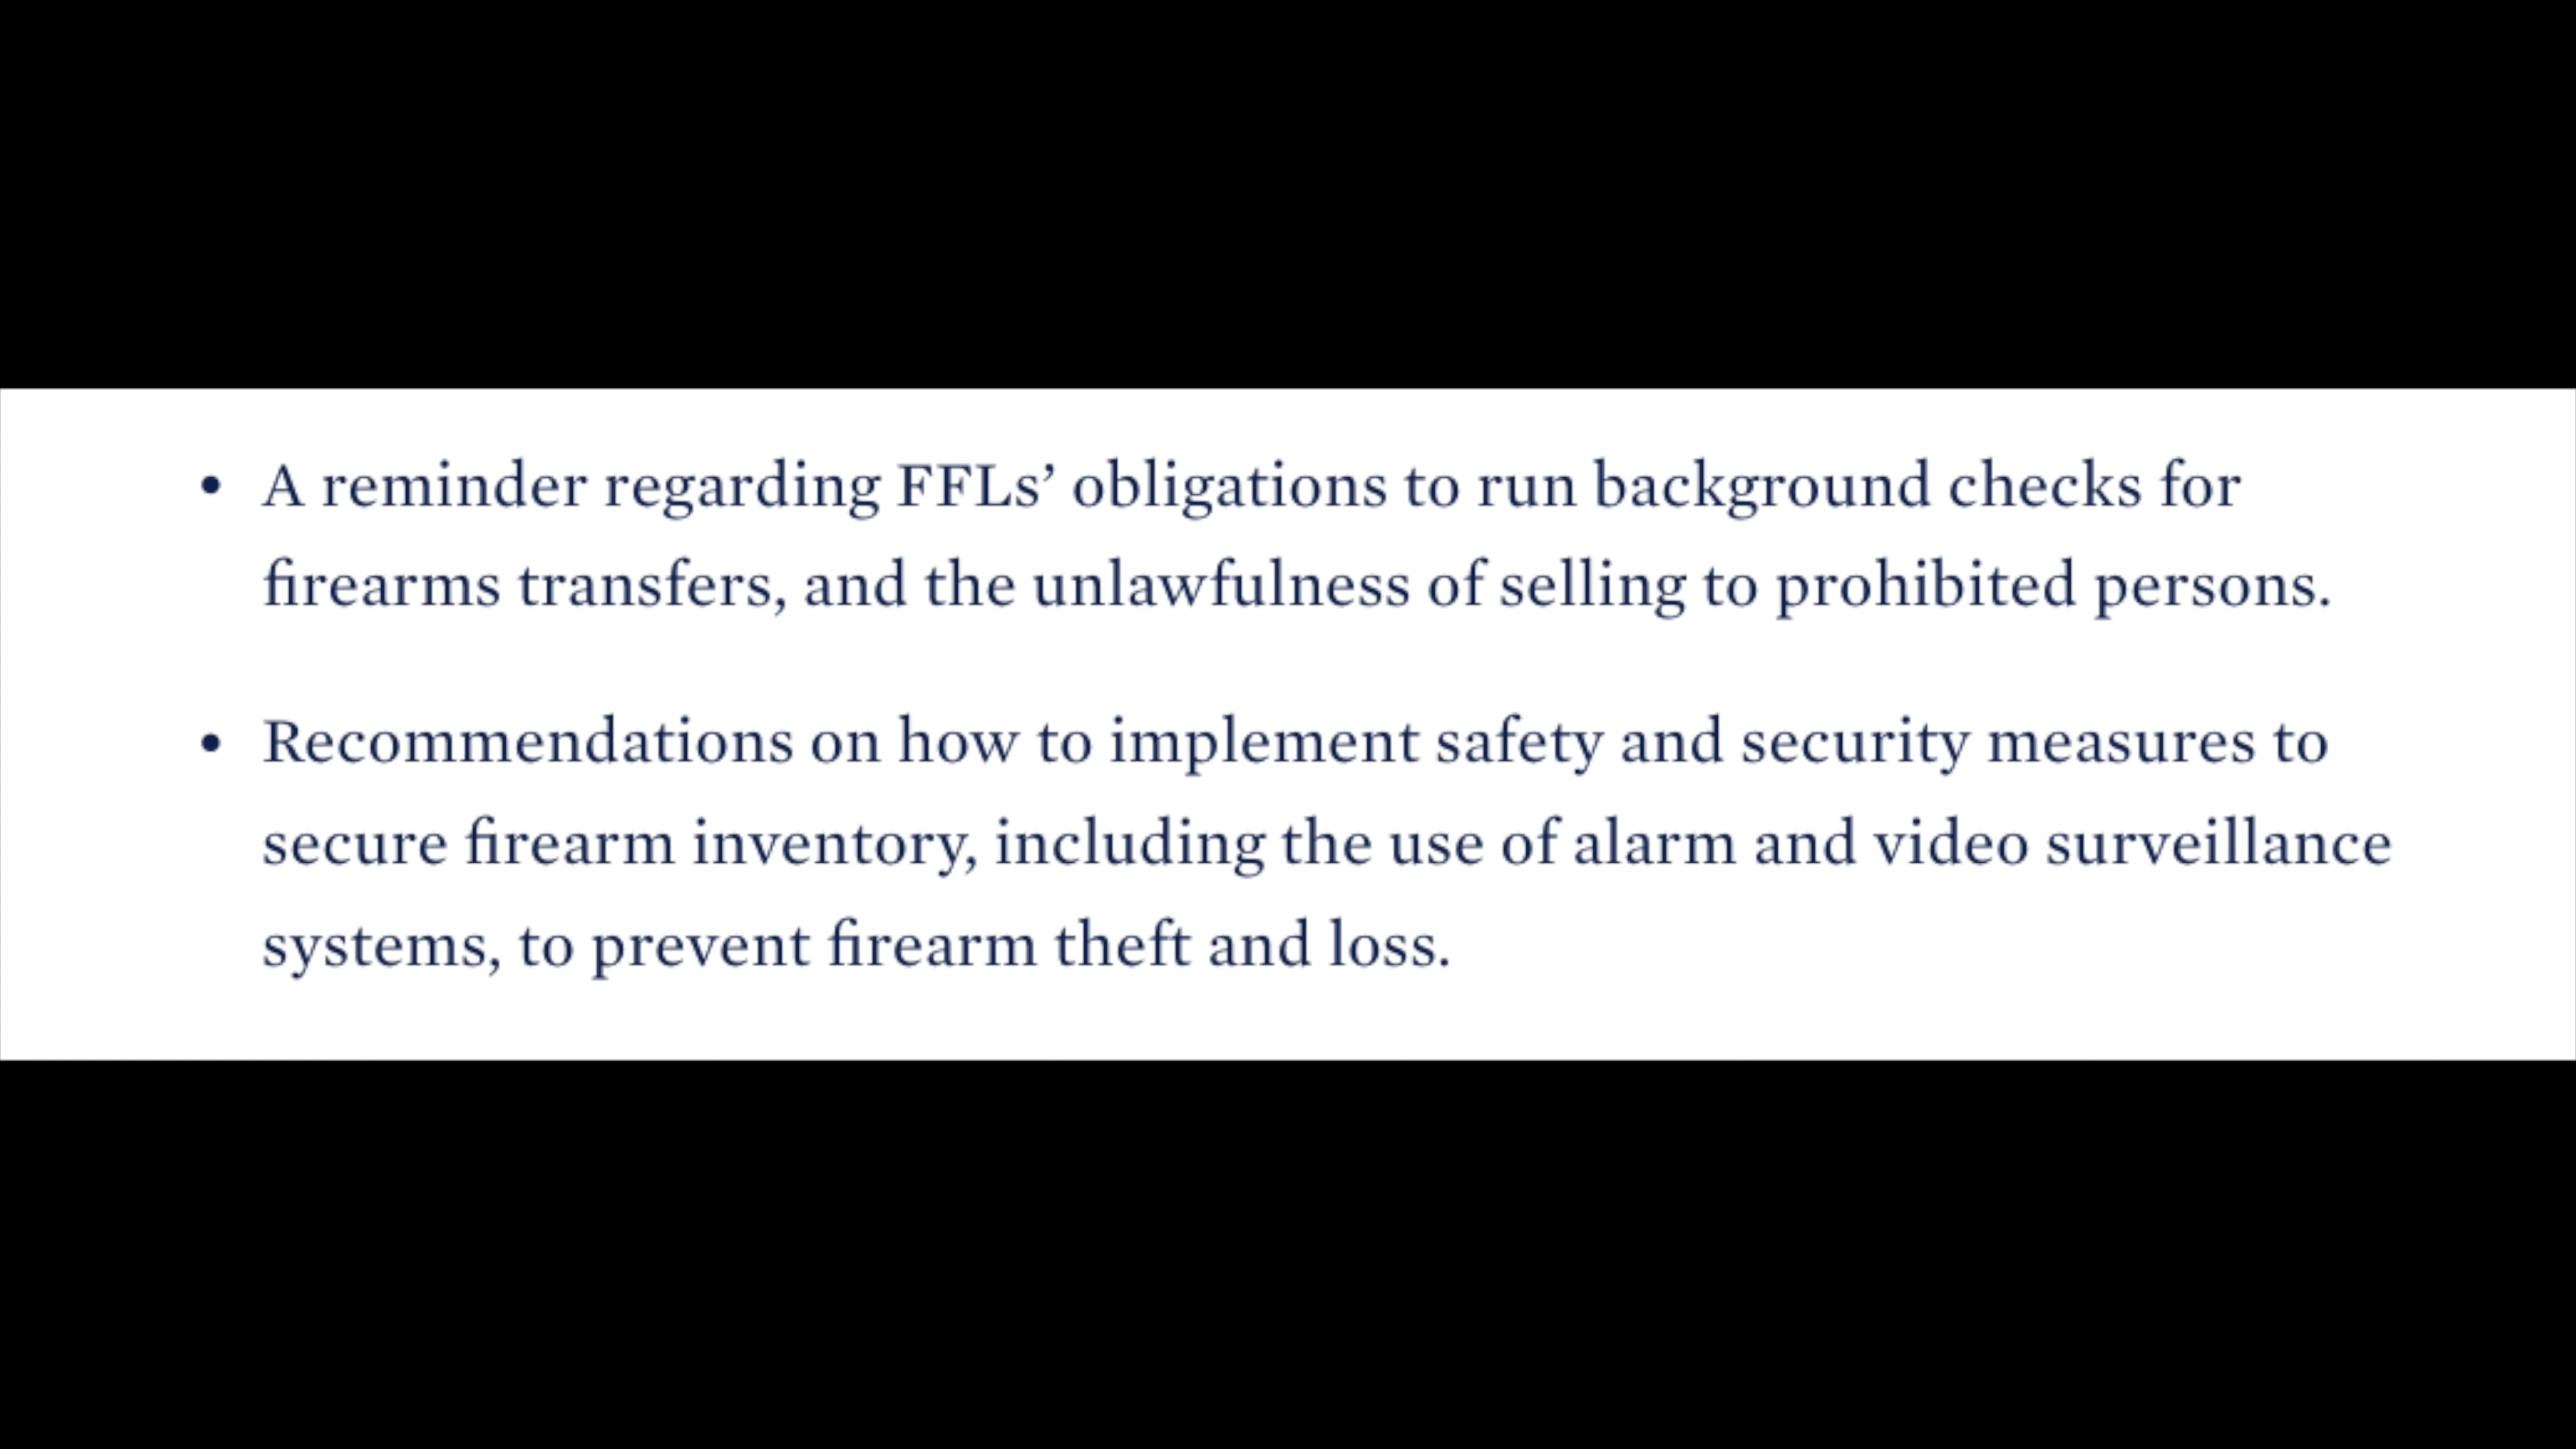 • A reminder regarding FFLs’ obligations to run background checks for
firearms transfers, and the unlawfulness of selling to prohibited persons.
• Recommendations on how to implement safety and security measures to
secure firearm inventory, including the use of alarm and video surveillance
systems, to prevent firearm theft and loss.